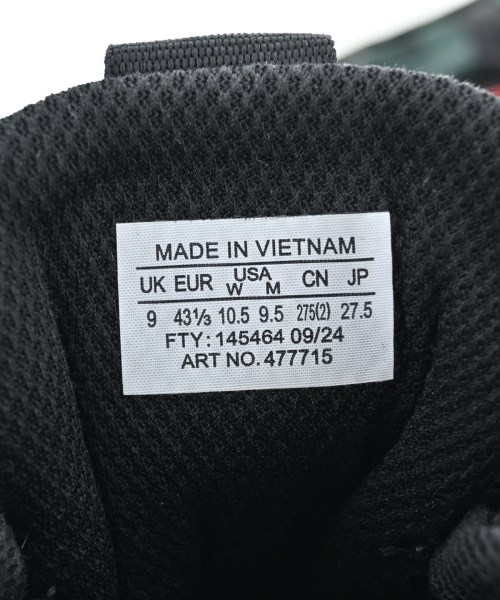 MADE IN VIETNAM
UK EUR USA W M CN JP
9 43⅓ 10.5 9.5 275(2) 27.5
FTY: 145464 09/24
ART NO. 477715